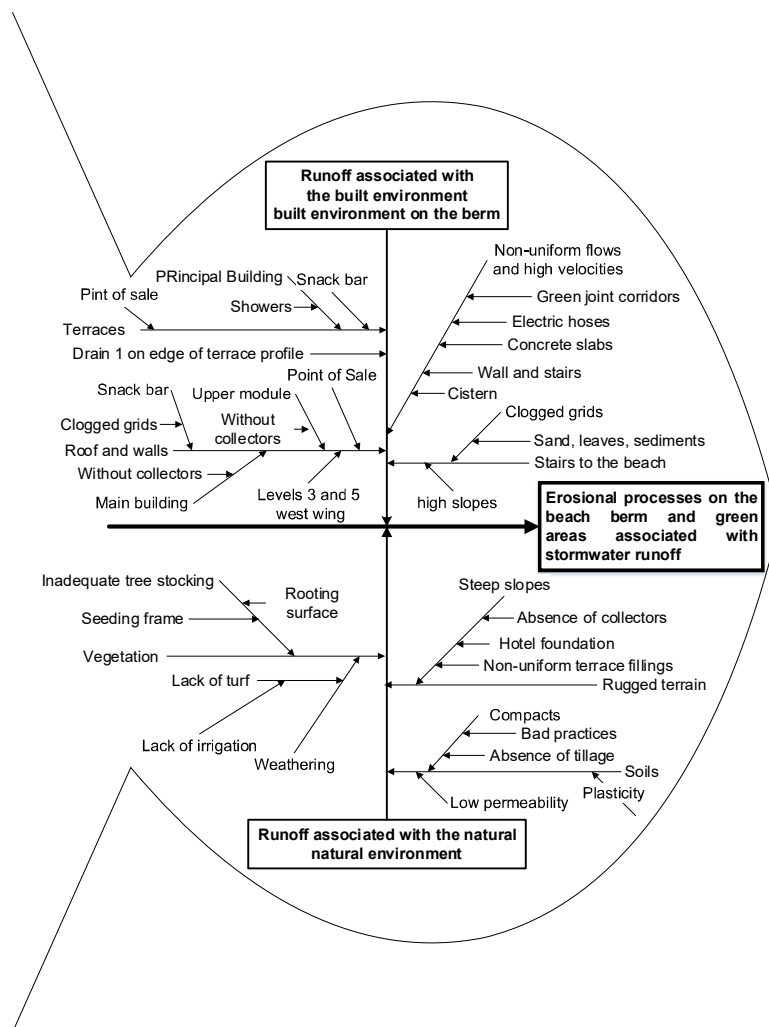 Runoff associated with
the built environment
built environment on the berm
Non-uniform flows
and high velocities
PRincipal Building
Snack bar
Pint of sale
Showers
Green joint corridors
Terraces
Electric hoses
Drain 1 on edge of terrace profile
Concrete slabs
Point of Sale
Wall and stairs
Snack bar
Upper module
Cistern
Clogged grids
Without
collectors
Clogged grids
Sand, leaves, sediments
Roof and walls
Stairs to the beach
Without collectors
Main building
Levels 3 and 5
west wing
high slopes
Erosional processes on the
beach berm and green
areas associated with
stormwater runoff
Inadequate tree stocking
Rooting
surface
Steep slopes
Seeding frame
Absence of collectors
Hotel foundation
Vegetation
Non-uniform terrace fillings
Lack of turf
Rugged terrain
Compacts
Bad practices
Lack of irrigation
Absence of tillage
Weathering
Soils
Plasticity
Low permeability
Runoff associated with the natural
natural environment